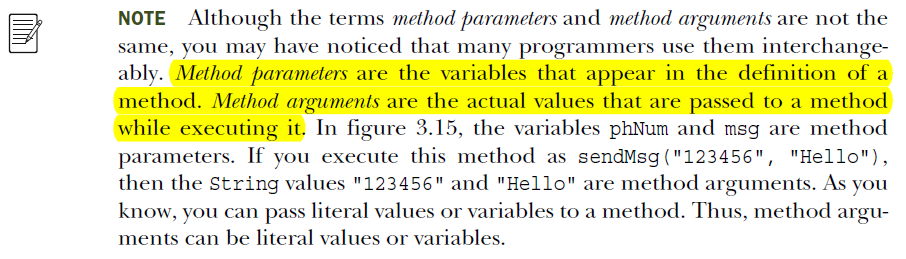 NOTE Although the terms method parameters and method arguments are not the
same, you may have noticed that many programmers use them interchange-
ably. Method parameters are the variables that appear in the definition of a
method. Method arguments are the actual values that are passed to a method
while executing it. In figure 3.15, the variables phNum and msg are method
parameters. If you execute this method as sendMsg("123456", "Hello"),
then the String values "123456" and "Hello" are method arguments. As you
know, you can pass literal values or variables to a method. Thus, method argu-
ments can be literal values or variables.